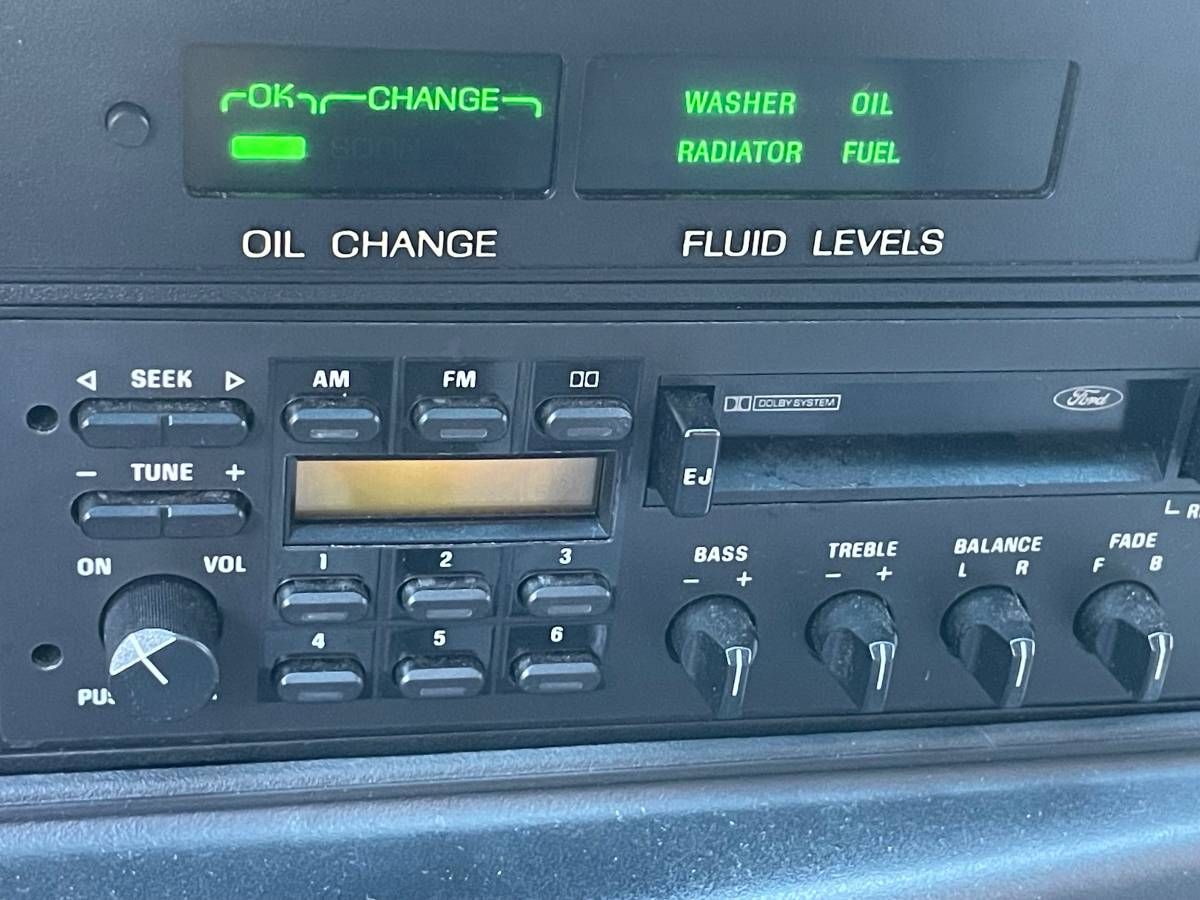 OK CHANGE
WASHER OIL
RADIATOR FUEL
OIL CHANGE
FLUID LEVELS
SEEK
AM FM
DOLBY SYSTEM
Ford
EJ
- TUNE +
ON VOL
1 2 3
4 5 6
BASS
- +
TREBLE
- +
BALANCE
L R
FADE
F B